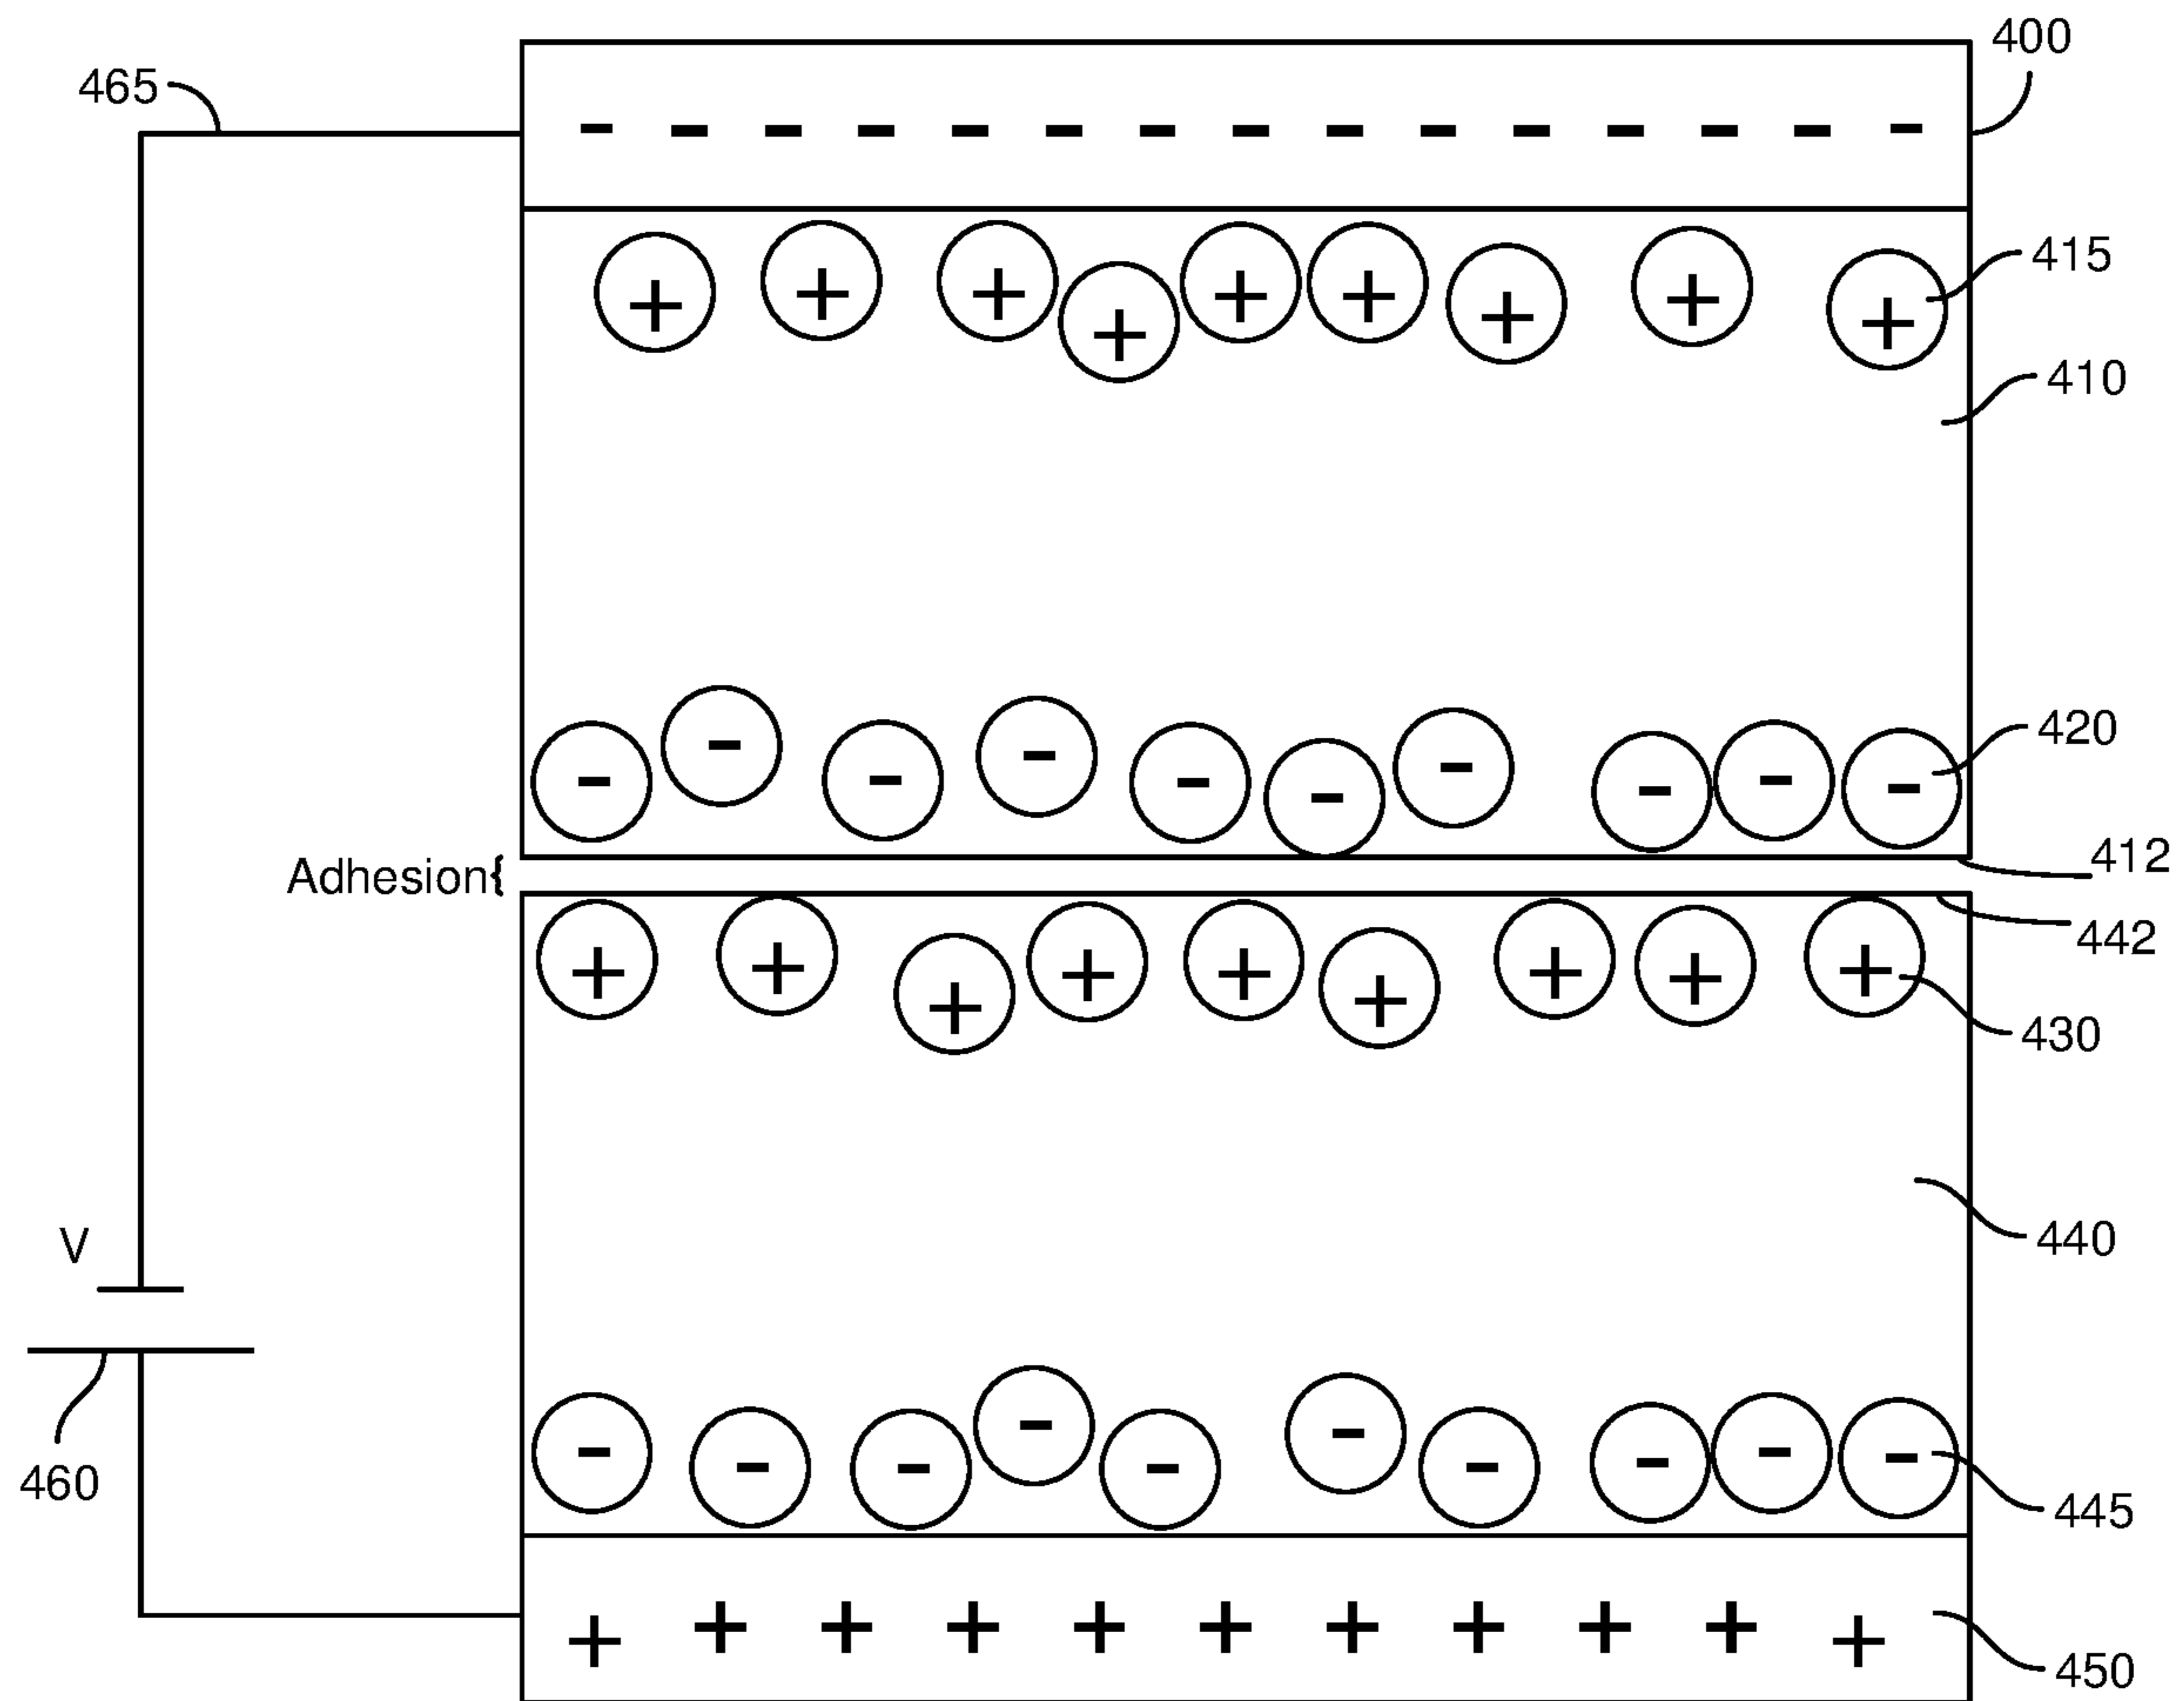 400
465
- - - - - - - - - - - - - - -
+ + + + + + + + +
415
410
- - - - - - - - - -
420
412
Adhesion{
442
+ + + + + + + + +
430
440
V
460
- - - - - - - - - -
445
+ + + + + + + + + + +
450